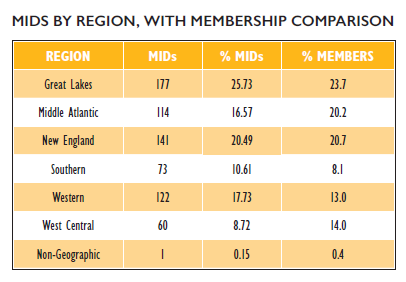 MIDS BY REGION, WITH MEMBERSHIP COMPARISON
REGION MIDs % MIDs % MEMBERS
Great Lakes 177 25.73 23.7
Middle Atlantic 114 16.57 20.2
New England 141 20.49 20.7
Southern 73 10.61 8.1
Western 122 17.73 13.0
West Central 60 8.72 14.0
Non-Geographic 1 0.15 0.4